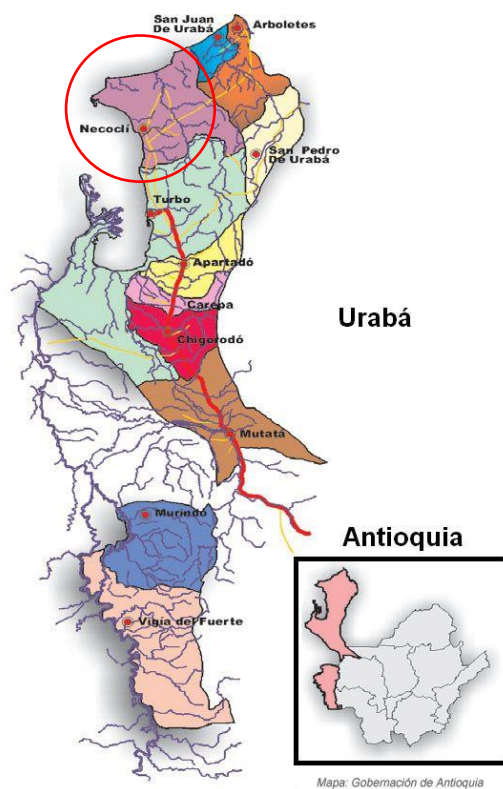 San Juan
De Urabá
Arboletes
Necoclí
San Pedro
De Urabá
Turbo
Apartadó
Carepa
Urabá
Chigorodó
Mutatá
Murindó
Antioquia
Vigía del Fuerte
Mapa: Gobernación de Antioquia